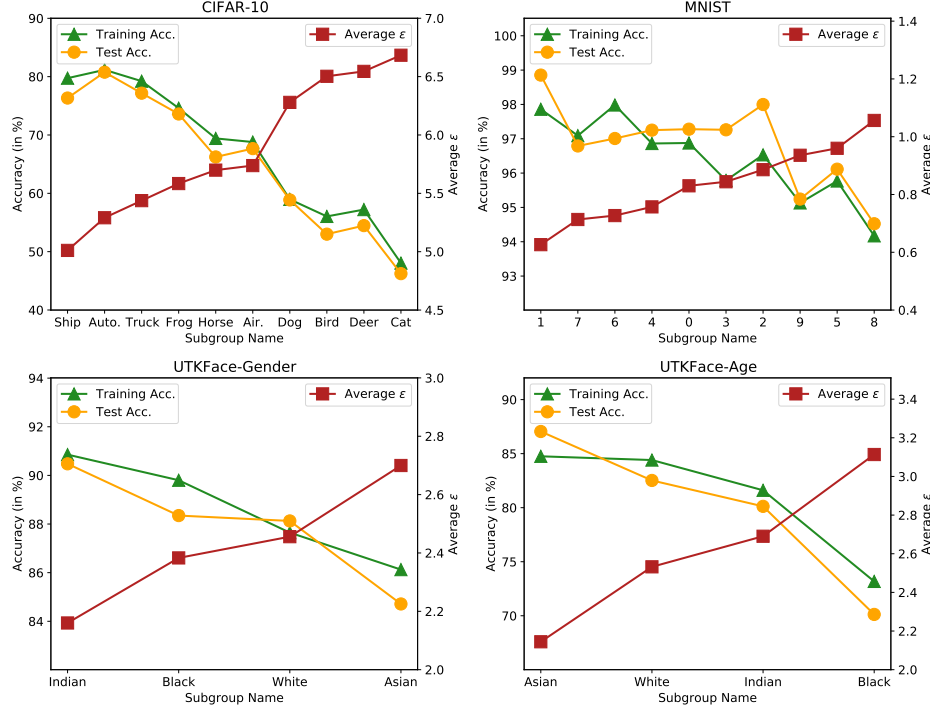 CIFAR-10
Training Acc.
Test Acc.
Average ε
90
80
70
60
50
40
7.0
6.5
6.0
5.5
5.0
4.5
Accuracy (in %)
Average ε
Ship Auto. Truck Frog Horse Air. Dog Bird Deer Cat
Subgroup Name
MNIST
Training Acc.
Test Acc.
Average ε
100
99
98
97
96
95
94
93
1.4
1.2
1.0
0.8
0.6
0.4
Accuracy (in %)
Average ε
1 7 6 4 0 3 2 9 5 8
Subgroup Name
UTKFace-Gender
Training Acc.
Test Acc.
Average ε
94
92
90
88
86
84
3.0
2.8
2.6
2.4
2.2
2.0
Accuracy (in %)
Average ε
Indian Black White Asian
Subgroup Name
UTKFace-Age
Training Acc.
Test Acc.
Average ε
90
85
80
75
70
3.4
3.2
3.0
2.8
2.6
2.4
2.2
2.0
Accuracy (in %)
Average ε
Asian White Indian Black
Subgroup Name